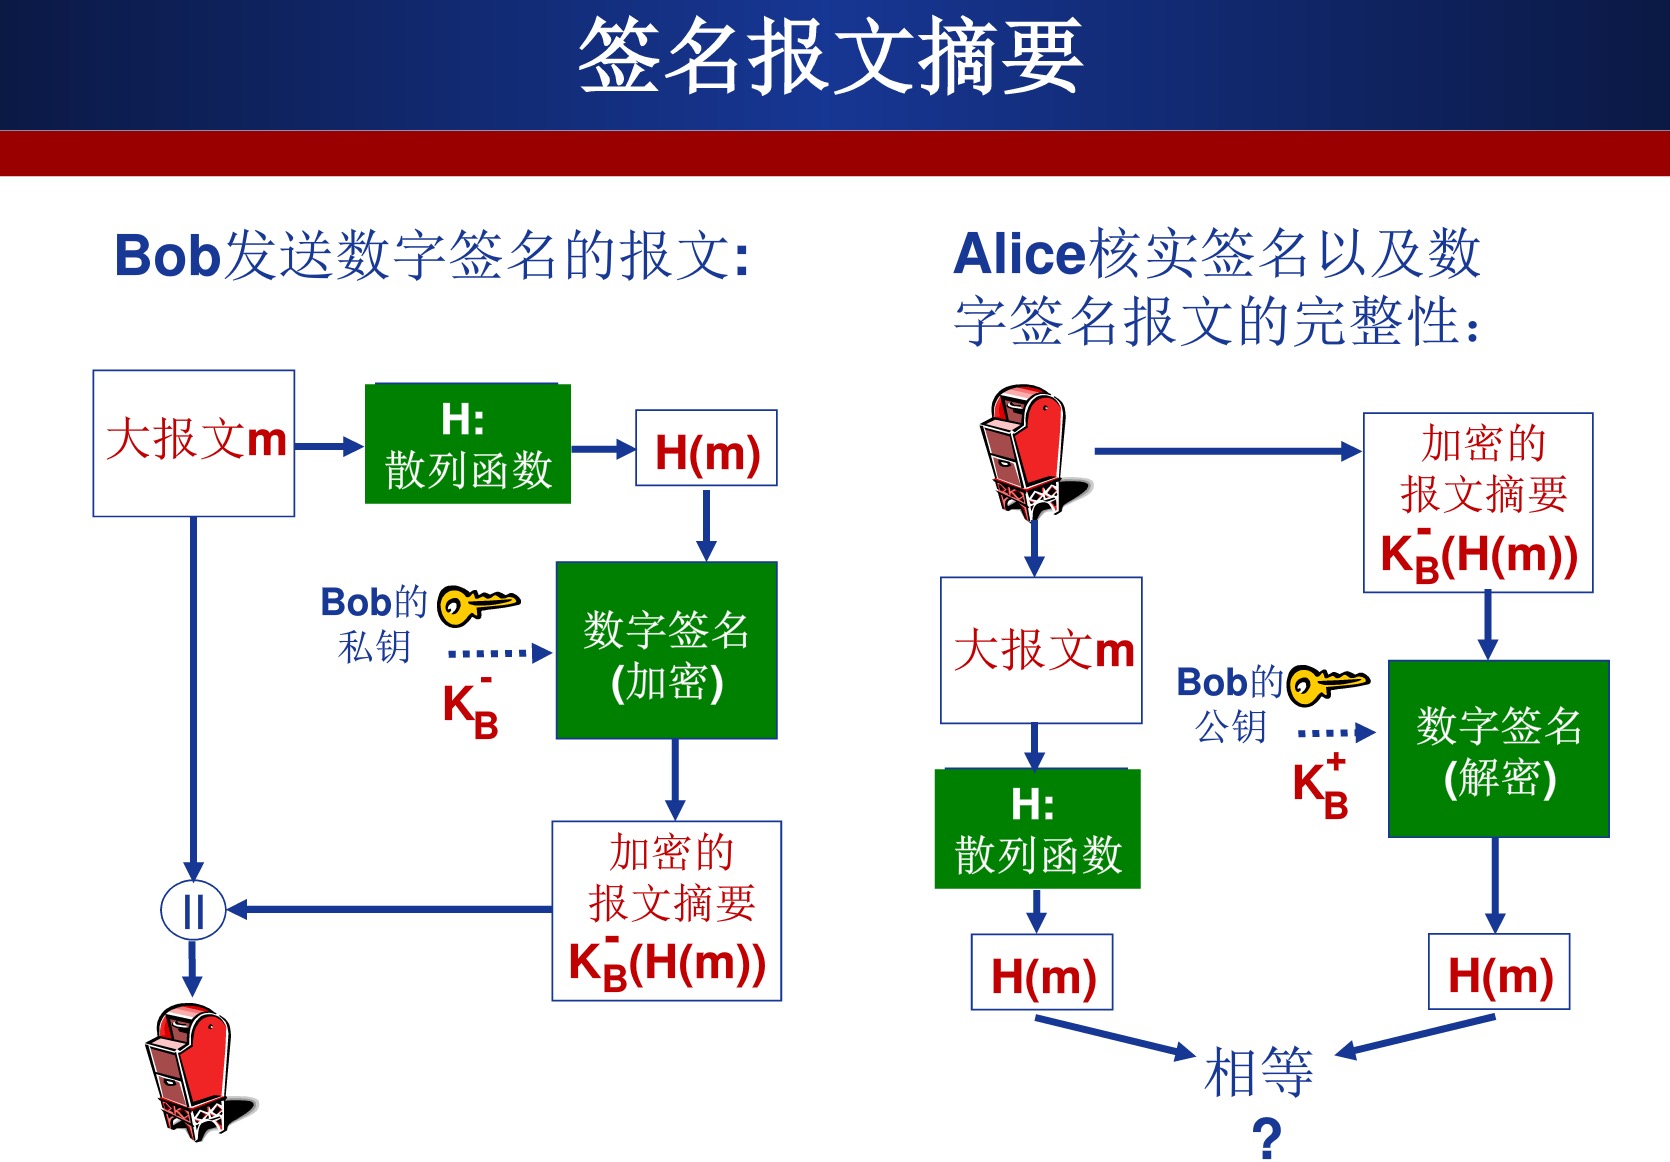 签名报文摘要
Bob发送数字签名的报文:
大报文m
H:
散列函数
H(m)
Bob的
私钥
K_B^-
数字签名
(加密)
加密的
报文摘要
K_B^-(H(m))
||
Alice核实签名以及数
字签名报文的完整性：
加密的
报文摘要
K_B^-(H(m))
大报文m
Bob的
公钥
K_B^+
数字签名
(解密)
H:
散列函数
H(m)
H(m)
相等
?